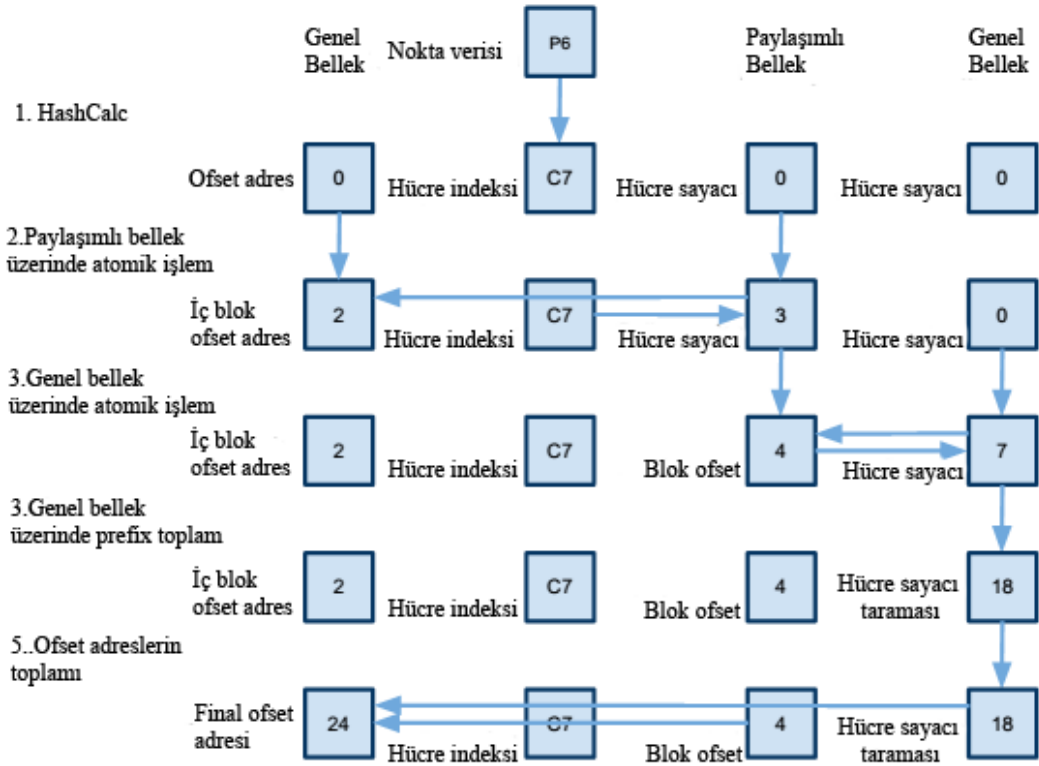 Genel
Bellek
Nokta verisi
P6
Paylaşımlı
Bellek
Genel
Bellek
1. HashCalc
Ofset adres
0
Hücre indeksi
C7
Hücre sayacı
0
Hücre sayacı
0
2.Paylaşımlı bellek
üzerinde atomik işlem
İç blok
ofset adres
2
Hücre indeksi
C7
Hücre sayacı
3
Hücre sayacı
0
3.Genel bellek
üzerinde atomik işlem
İç blok
ofset adres
2
Hücre indeksi
C7
Blok ofset
4
Hücre sayacı
7
3.Genel bellek
üzerinde prefix toplam
İç blok
ofset adres
2
Hücre indeksi
C7
Blok ofset
4
Hücre sayacı
taraması
18
5..Ofset adreslerin
toplamı
Final ofset
adresi
24
Hücre indeksi
C7
Blok ofset
4
Hücre sayacı
taraması
18